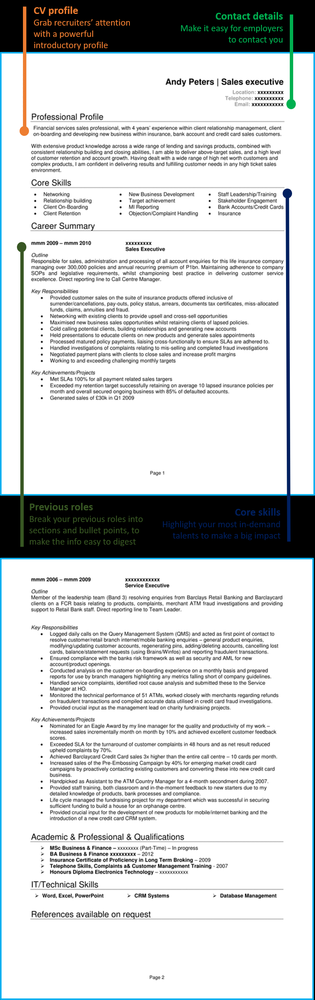 CV profile
Grab recruiters’ attention
with a powerful
introductory profile
Contact details
Make it easy for employers
to contact you
Andy Peters | Sales executive
Location: xxxxxxxxx
Telephone: xxxxxxxxxx
Email: xxxxxxxxxxx
Professional Profile
Financial services sales professional, with 4 years’ experience within client relationship management, client
on-boarding and developing new business within insurance, bank account and credit card sales customers.
With extensive product knowledge across a wide range of lending and savings products, combined with
consistent relationship building and closing abilities, I am able to deliver above-target sales, and a high level
of customer retention and account growth. Having dealt with a wide range of high net worth customers and
complex products, I am confident in delivering results and fulfilling customer needs in any high ticket sales
environment.
Core Skills
• Networking • New Business Development • Staff Leadership/Training
• Relationship building • Target achievement • Stakeholder Engagement
• Client On-Boarding • MI Reporting • Bank Accounts/Credit Cards
• Client Retention • Objection/Complaint Handling • Insurance
Career Summary
mmm 2009 – mmm 2010 xxxxxxxxx
Sales Executive
Outline
Responsible for sales, administration and processing of all account enquiries for this life insurance company
managing over 300,000 policies and annual recurring premium of P1bn. Maintaining adherence to company
SOPs and legislative requirements, whilst championing best practice in delivering customer service
excellence. Direct reporting line to Call Centre Manager.
Key Responsibilities
• Provided customer sales on the suite of insurance products offered inclusive of
surrender/cancellations, pay-outs, policy status, arrears, documents tax certificates, miss-allocated
funds, claims, annuities and fraud.
• Networking with existing clients to provide upsell and cross-sell opportunities
• Maximised new business sales opportunities whilst retaining clients of lapsed policies.
• Cold calling potential clients, building relationships and generating new accounts
• Held presentations to educate clients on new products and generate sales appointments
• Processed matured policy payments, liaising cross-functionally to ensure SLAs are adhered to.
• Handled investigations of complaints relating to mis-selling and completed fraud investigations
• Negotiated payment plans with clients to close sales and increase profit margins
• Working to and exceeding challenging monthly targets
Key Achievements/Projects
• Met SLAs 100% for all payment related sales targers
• Exceeded my retention target successfully retaining on average 10 lapsed insurance policies per
month and overall secured ongoing business with 85% of defaulted accounts.
• Generated sales of £30k in Q1 2009
Page 1
Previous roles
Break your previous roles into
sections and bullet points, to
make the info easy to digest
Core skills
Highlight your most in-demand
talents to make a big impact
mmm 2006 – mmm 2009 xxxxxxxxxxxx
Service Executive
Outline
Member of the leadership team (Band 3) resolving enquiries from Barclays Retail Banking and Barclaycard
clients on a FCR basis relating to products, complaints, merchant ATM fraud investigations and providing
support to Retail Bank staff. Direct reporting line to Team Leader.
Key Responsibilities
• Logged daily calls on the Query Management System (QMS) and acted as first point of contact to
resolve customer/retail branch internet/mobile banking enquiries – general product enquiries,
modifying/updating customer accounts, regenerating pins, adding/deleting accounts, cancelling lost
cards, balance/statement requests (using Brains/Winfos) and reporting fraudulent transactions.
• Ensured compliance with the banks risk framework as well as security and AML for new
account/product openings.
• Conducted analysis on the customer on-boarding experience on a monthly basis and prepared
reports for use by branch managers highlighting any metrics falling short of company guidelines.
• Handled service complaints, identified root cause analysis and submitted these to the Service
Manager at HO.
• Monitored the technical performance of 51 ATMs, worked closely with merchants regarding refunds
on fraudulent transactions and compiled accurate data utilised in credit card fraud investigations.
• Provided crucial input as the management lead on charity fundraising projects.
Key Achievements/Projects
• Nominated for an Eagle Award by my line manager for the quality and productivity of my work –
increased sales incrementally month on month by 10% and achieved excellent customer feedback
scores.
• Exceeded SLA for the turnaround of customer complaints in 48 hours and as net result reduced
upheld complaints by 70%.
• Achieved Barclaycard Credit Card sales 3x higher than the entire call centre – 10 cards per month.
• Increased sales of the Pre-Embossing Campaign by 40% for emerging market credit card
campaigns by proactively contacting existing customers and converting these into new credit card
business.
• Handpicked as Assistant to the ATM Country Manager for a 4-month secondment during 2007.
• Provided staff training, both classroom and in-the-moment feedback to new starters due to my
detailed knowledge of products, bank processes and compliance.
• Life cycle managed the fundraising project for my department which was successful in securing
sufficient funding to build a house for an orphanage centre.
• Provided crucial input for the development of new products for mobile/internet banking and the
introduction of a new credit card CRM system.
Academic & Professional & Qualifications
➢ MSc Business & Finance – xxxxxxxx (Part-Time) – In progress
➢ BA Business & Finance xxxxxxxxx – 2012
➢ Insurance Certificate of Proficiency in Long Term Broking – 2009
➢ Telephone Skills, Complaints a& Customer Management Training - 2007
➢ Honours Diploma Electronics Technology – xxxxxxxxxxx
IT/Technical Skills
➢ Word, Excel, PowerPoint ➢ CRM Systems ➢ Database Management
References available on request
Page 2